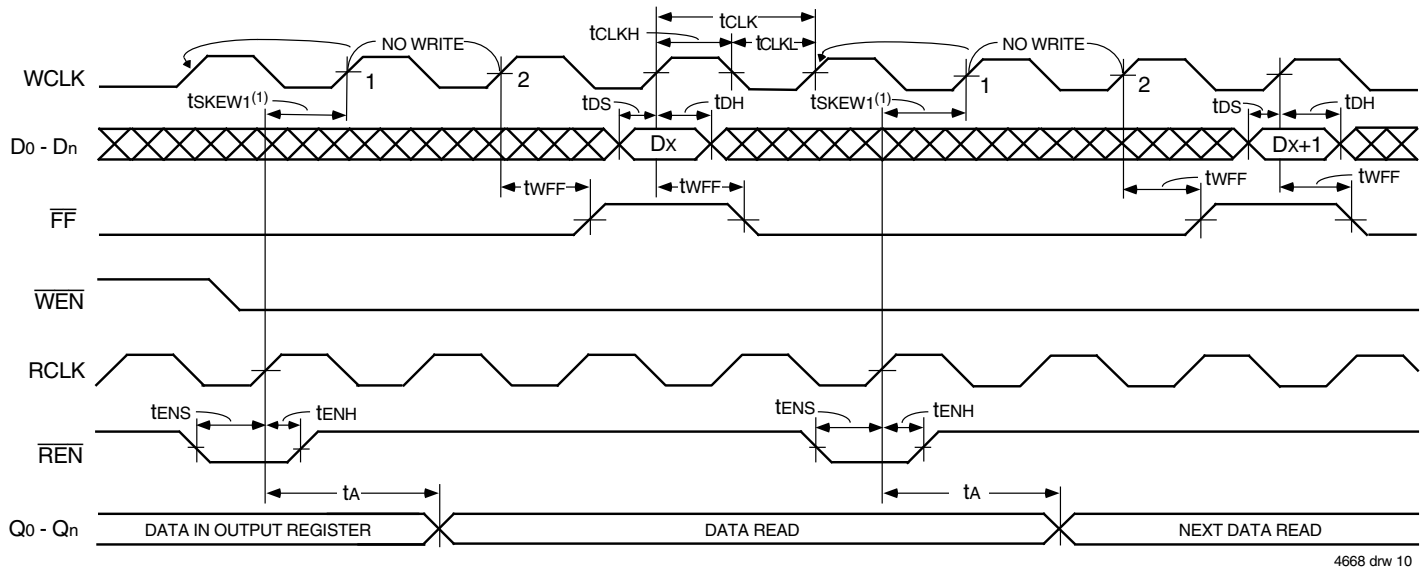 tCLK
tCLKH tCLKL
NO WRITE NO WRITE
WCLK 1 2 1 2
tSKEW1(1) tDS tDH tSKEW1(1) tDS tDH
D0 - Dn DX DX+1
tWFF tWFF tWFF tWFF
FF
WEN
RCLK
tENS tENH tENS tENH
REN
tA tA
Q0 - Qn DATA IN OUTPUT REGISTER DATA READ NEXT DATA READ
4668 drw 10